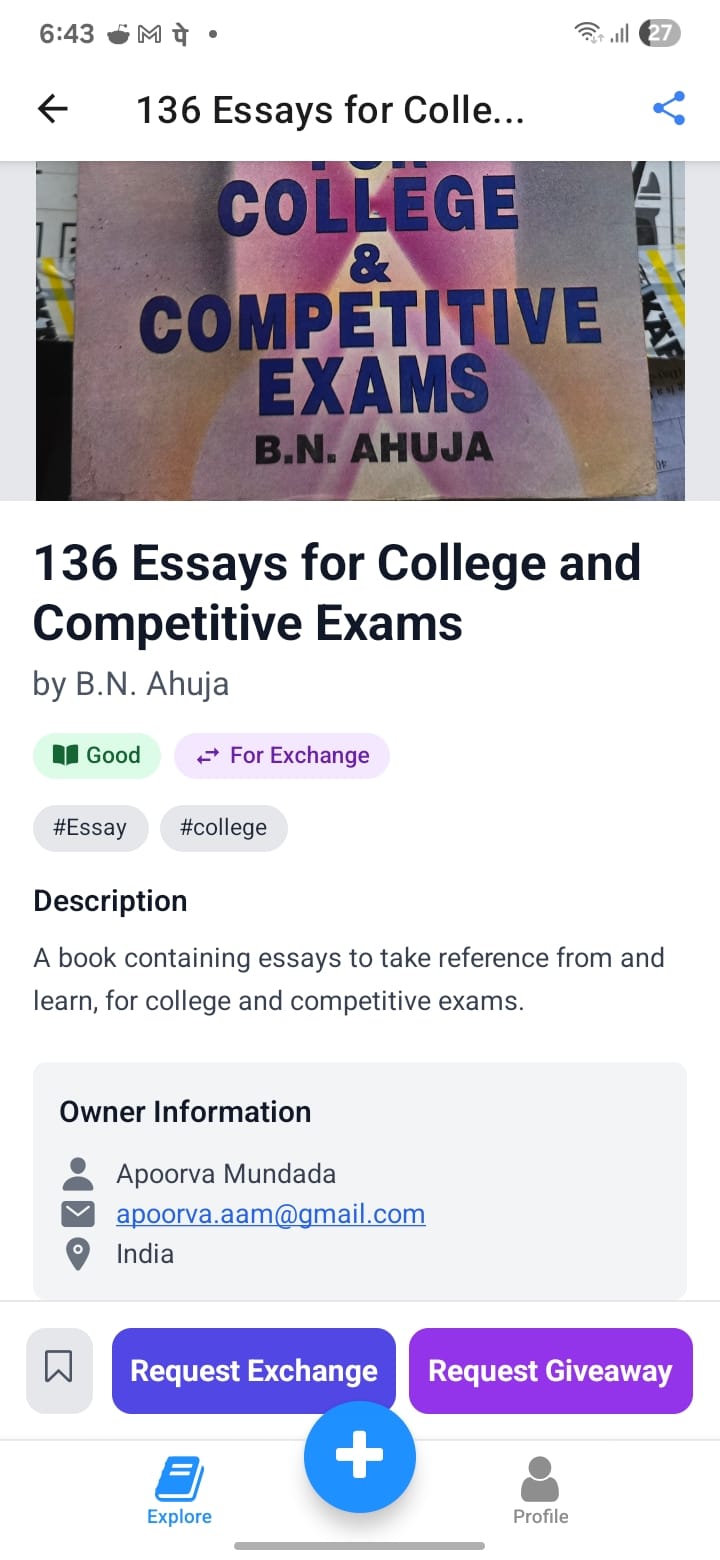 6:43
27
136 Essays for Colle...
COLLEGE
&
COMPETITIVE
EXAMS
B.N. AHUJA
136 Essays for College and
Competitive Exams
by B.N. Ahuja
Good
For Exchange
#Essay
#college
Description
A book containing essays to take reference from and
learn, for college and competitive exams.
Owner Information
Apoorva Mundada
apoorva.aam@gmail.com
India
Request Exchange
Request Giveaway
Explore
Profile